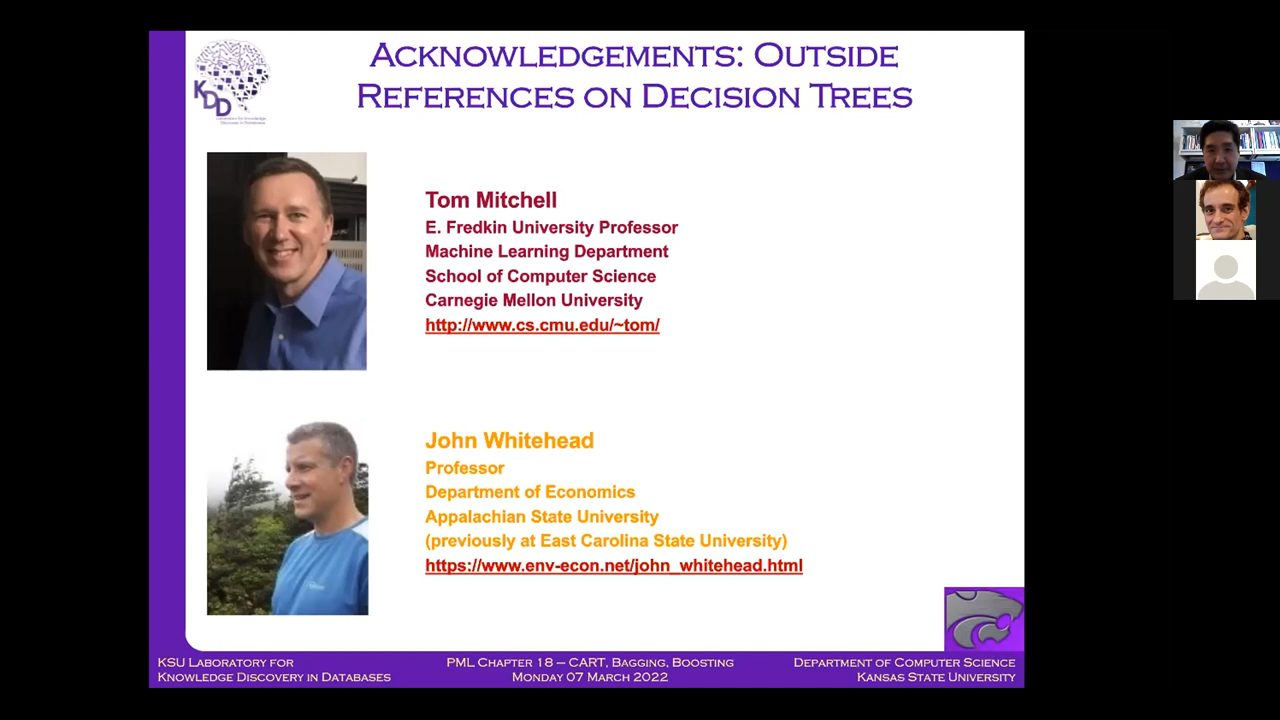 ACKNOWLEDGEMENTS: OUTSIDE
REFERENCES ON DECISION TREES
KDD
Tom Mitchell
E. Fredkin University Professor
Machine Learning Department
School of Computer Science
Carnegie Mellon University
http://www.cs.cmu.edu/~tom/
John Whitehead
Professor
Department of Economics
Appalachian State University
(previously at East Carolina State University)
https://www.env-econ.net/john_whitehead.html
KSU LABORATORY FOR
KNOWLEDGE DISCOVERY IN DATABASES
PML CHAPTER 18 – CART, BAGGING, BOOSTING
MONDAY 07 MARCH 2022
DEPARTMENT OF COMPUTER SCIENCE
KANSAS STATE UNIVERSITY